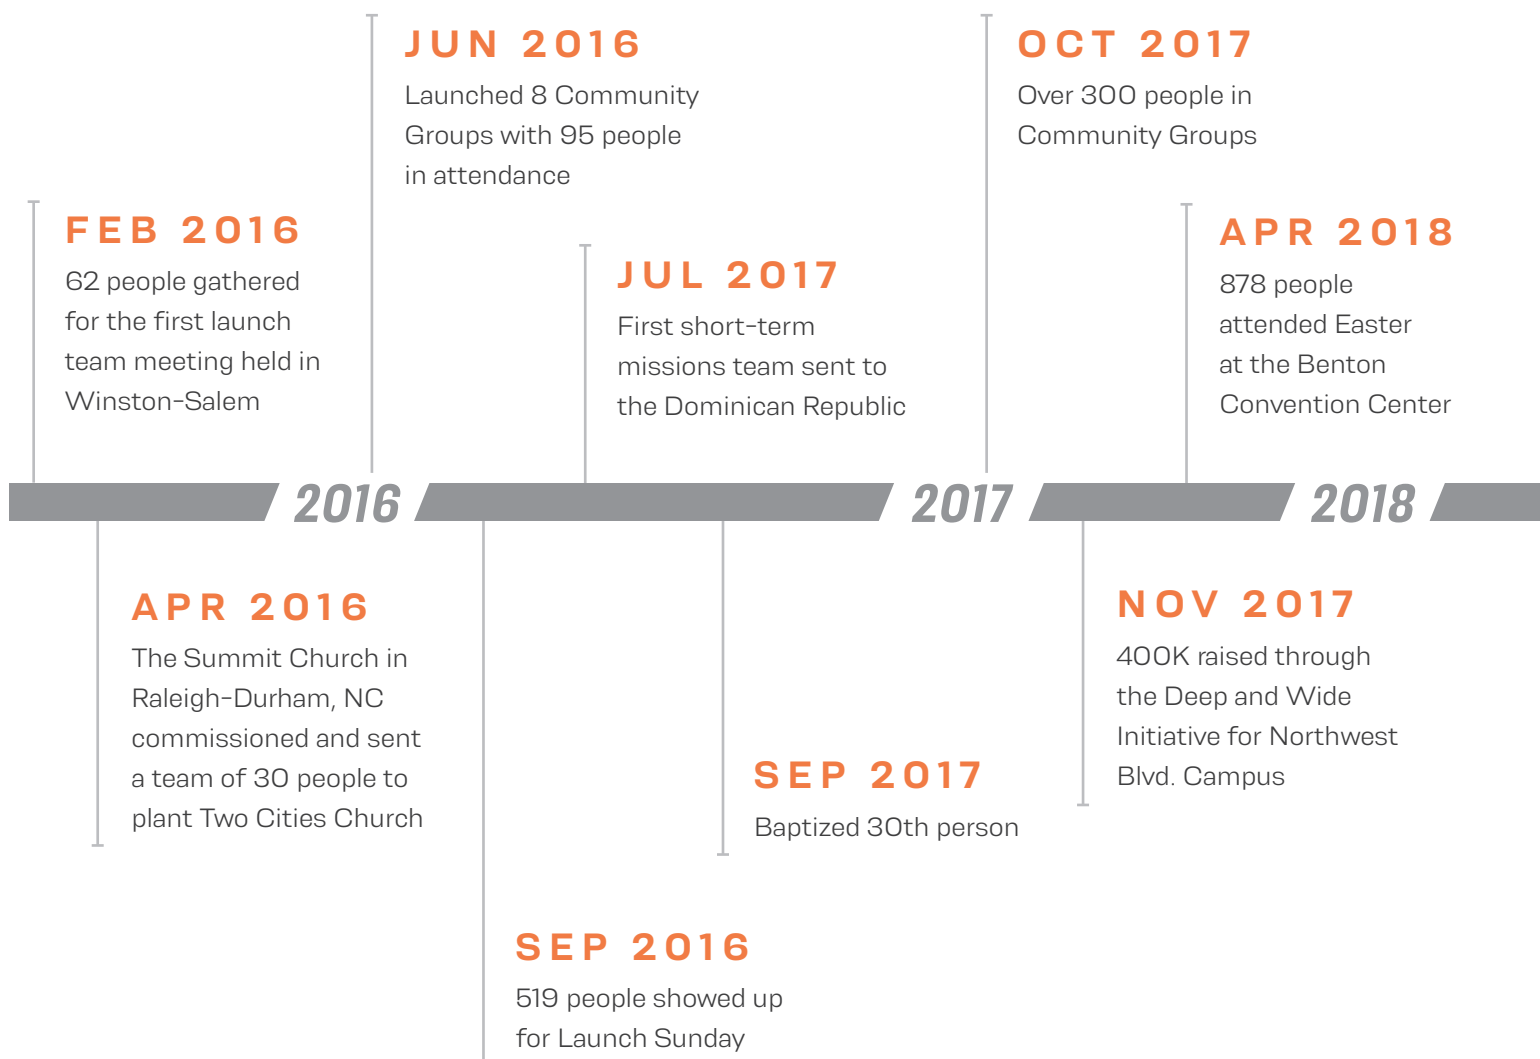 JUN 2016
Launched 8 Community
Groups with 95 people
in attendance
OCT 2017
Over 300 people in
Community Groups
FEB 2016
62 people gathered
for the first launch
team meeting held in
Winston-Salem
JUL 2017
First short-term
missions team sent to
the Dominican Republic
APR 2018
878 people
attended Easter
at the Benton
Convention Center
2016
2017
2018
APR 2016
The Summit Church in
Raleigh-Durham, NC
commissioned and sent
a team of 30 people to
plant Two Cities Church
NOV 2017
400K raised through
the Deep and Wide
Initiative for Northwest
Blvd. Campus
SEP 2017
Baptized 30th person
SEP 2016
519 people showed up
for Launch Sunday